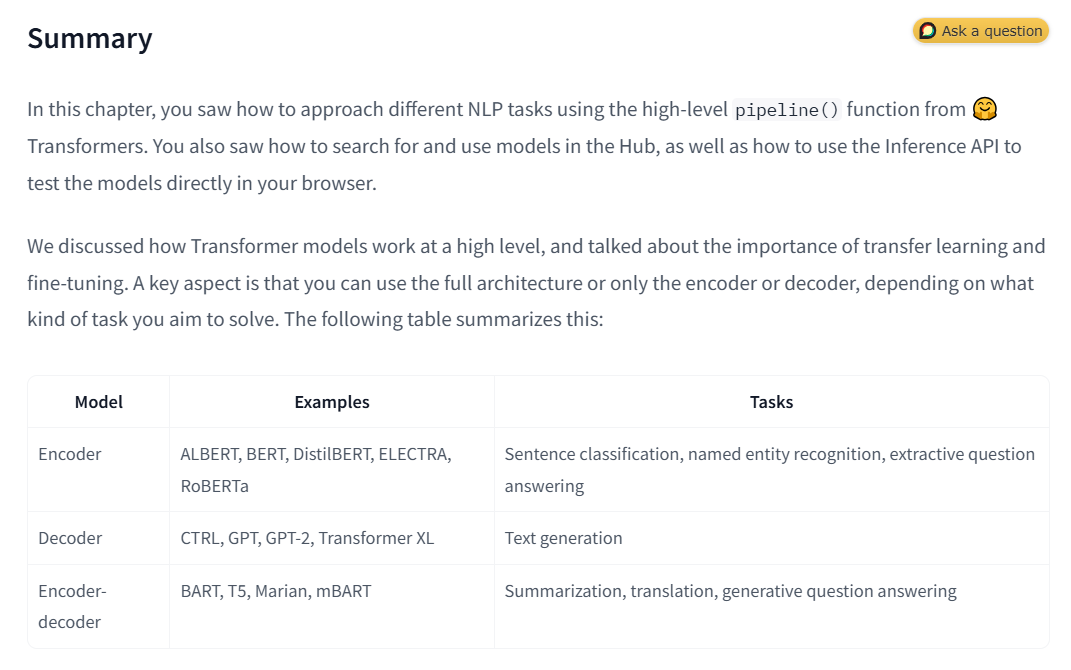 Summary
Ask a question
In this chapter, you saw how to approach different NLP tasks using the high-level pipeline() function from 🤗
Transformers. You also saw how to search for and use models in the Hub, as well as how to use the Inference API to
test the models directly in your browser.
We discussed how Transformer models work at a high level, and talked about the importance of transfer learning and
fine-tuning. A key aspect is that you can use the full architecture or only the encoder or decoder, depending on what
kind of task you aim to solve. The following table summarizes this:
Model Examples Tasks
Encoder ALBERT, BERT, DistilBERT, ELECTRA, Sentence classification, named entity recognition, extractive question
RoBERTa answering
Decoder CTRL, GPT, GPT-2, Transformer XL Text generation
Encoder- BART, T5, Marian, mBART Summarization, translation, generative question answering
decoder